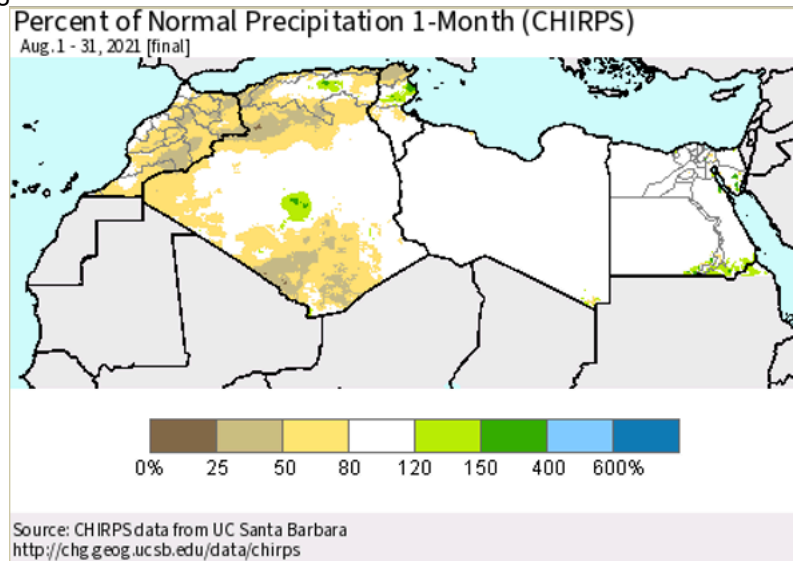 Percent of Normal Precipitation 1-Month (CHIRPS)
Aug. 1 - 31, 2021 [final]
0% 25 50 80 120 150 400 600%
Source: CHIRPS data from UC Santa Barbara
http://chg.geog.ucsb.edu/data/chirps